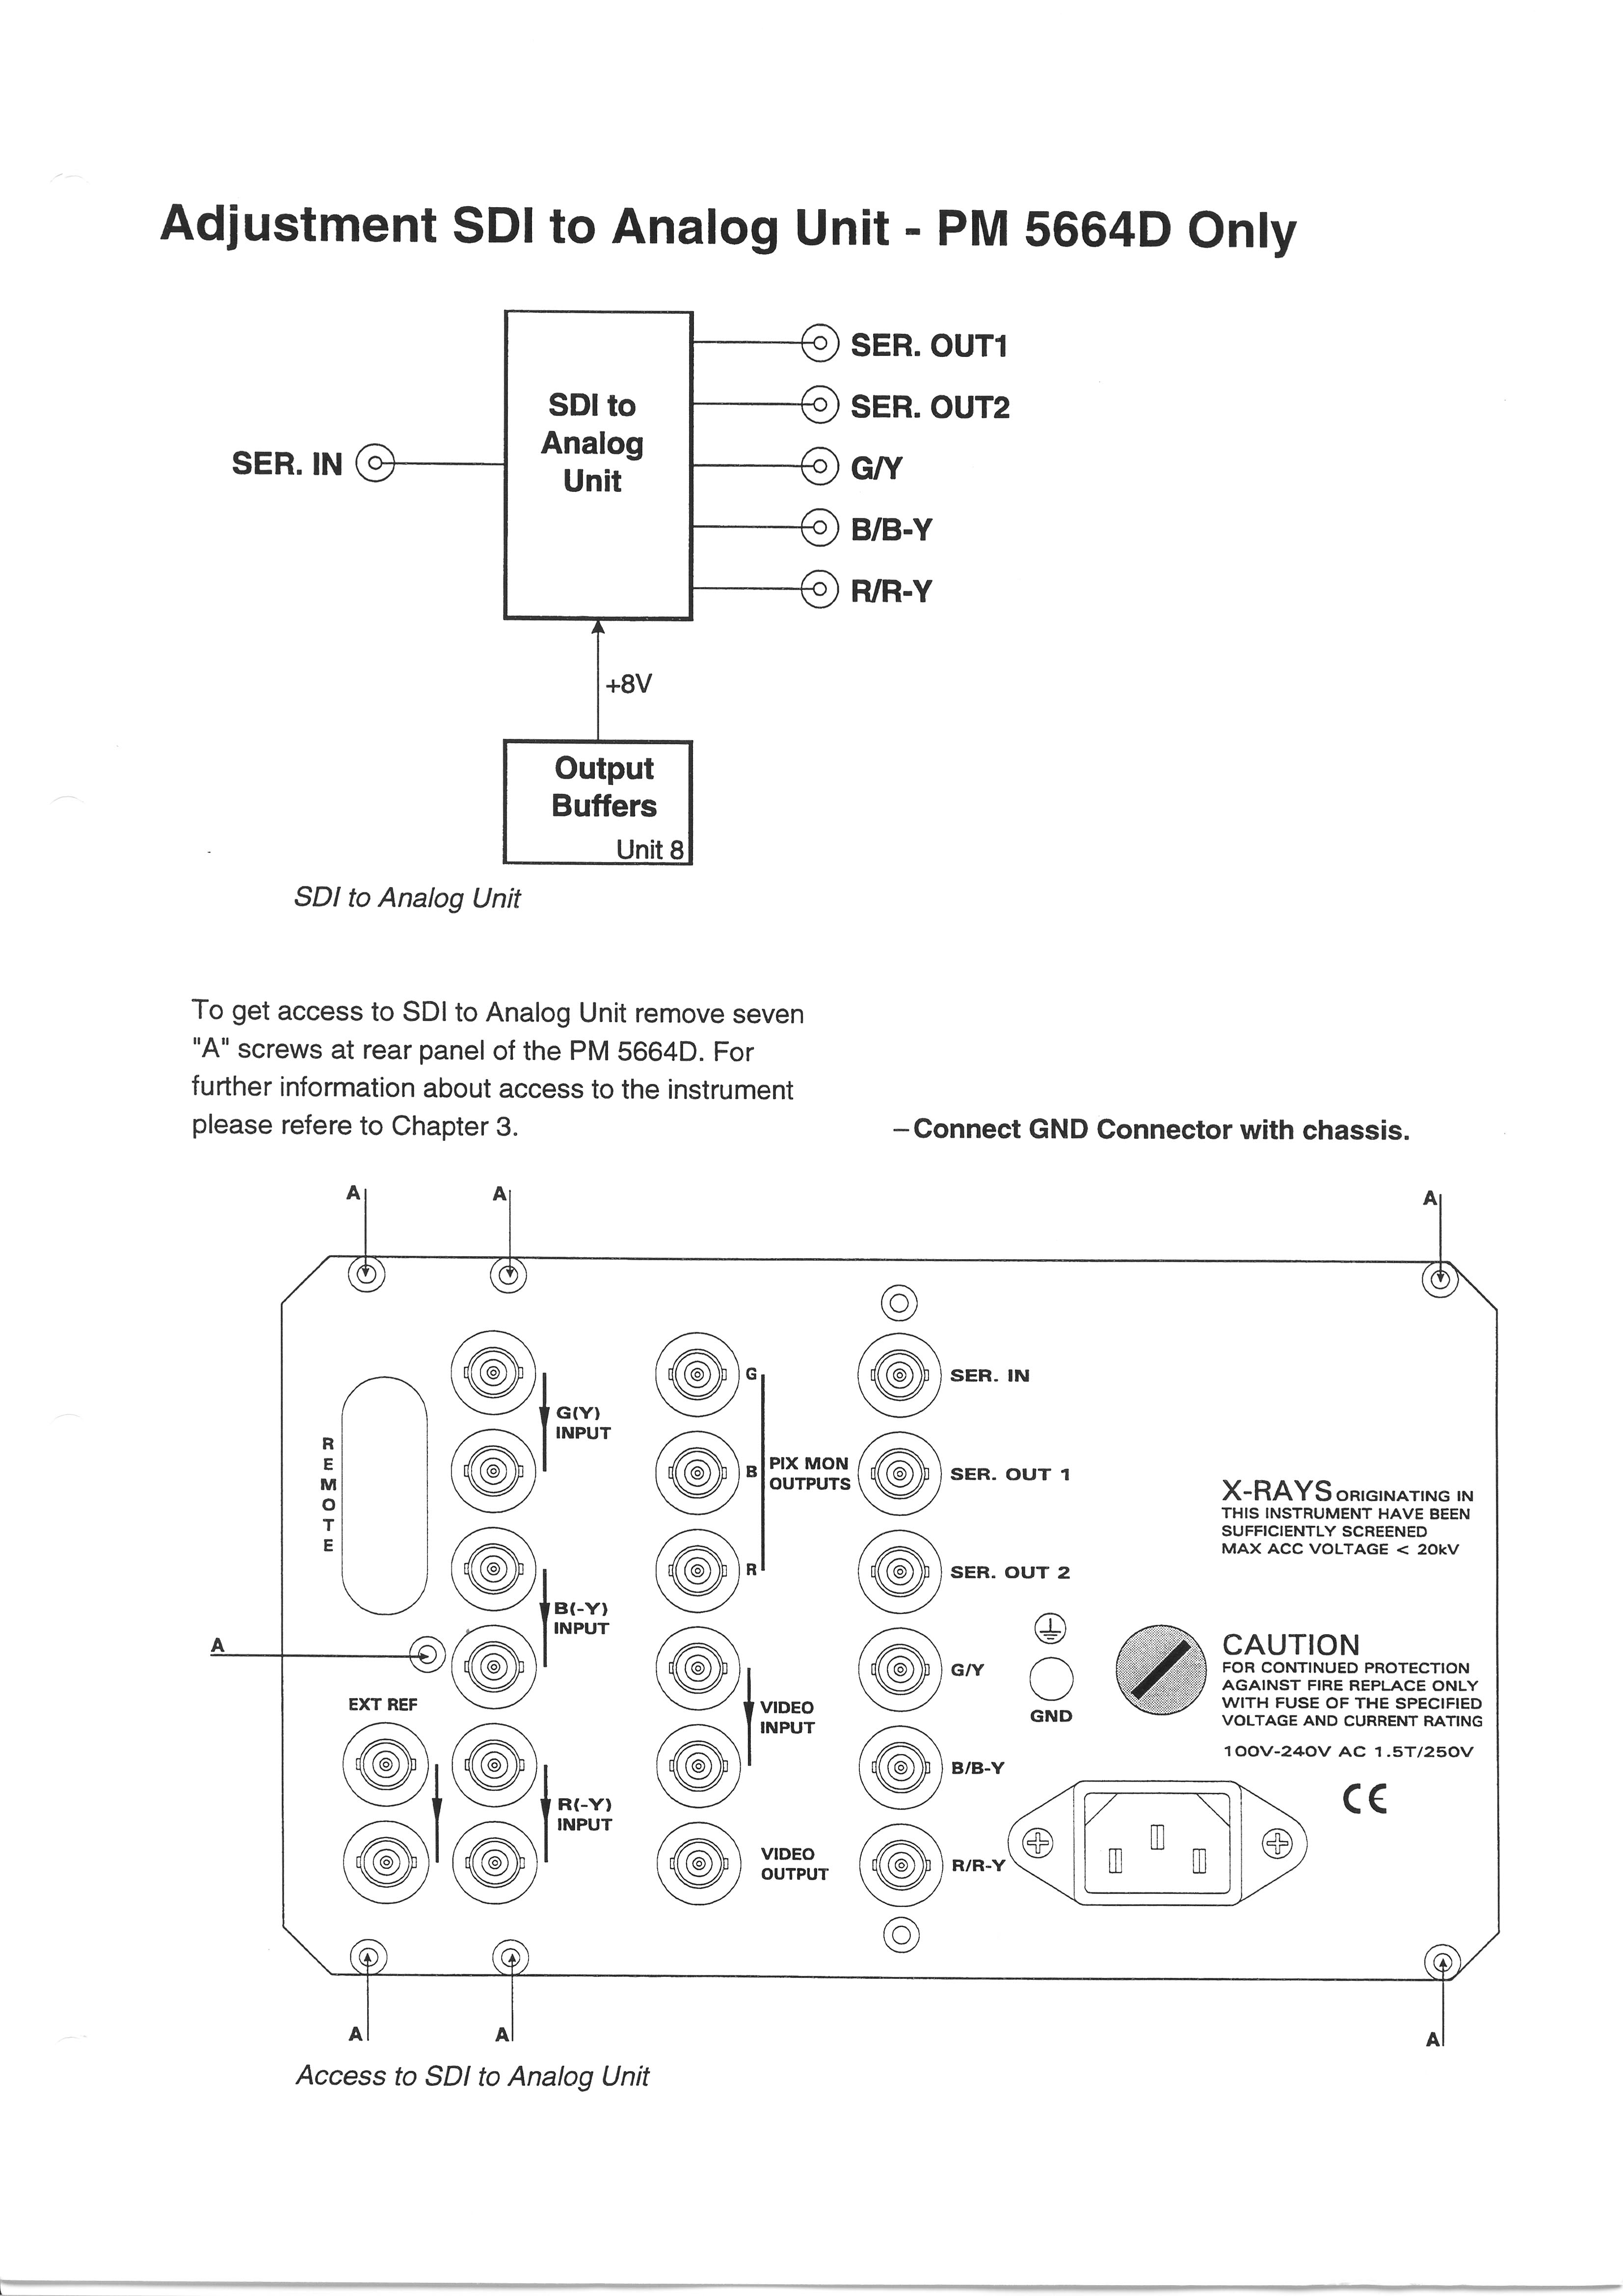 Adjustment SDI to Analog Unit - PM 5664D Only
SER. IN
SDI to
Analog
Unit
SER. OUT1
SER. OUT2
G/Y
B/B-Y
R/R-Y
+8V
Output
Buffers
Unit 8
SDI to Analog Unit
To get access to SDI to Analog Unit remove seven
"A" screws at rear panel of the PM 5664D. For
further information about access to the instrument
please refere to Chapter 3.
–Connect GND Connector with chassis.
A
A
A
REMOTE
G(Y)
INPUT
B(-Y)
INPUT
A
EXT REF
R(-Y)
INPUT
G
B
R
PIX MON
OUTPUTS
VIDEO
INPUT
VIDEO
OUTPUT
SER. IN
SER. OUT 1
SER. OUT 2
G/Y
B/B-Y
R/R-Y
GND
X-RAYS ORIGINATING IN
THIS INSTRUMENT HAVE BEEN
SUFFICIENTLY SCREENED
MAX ACC VOLTAGE < 20kV
CAUTION
FOR CONTINUED PROTECTION
AGAINST FIRE REPLACE ONLY
WITH FUSE OF THE SPECIFIED
VOLTAGE AND CURRENT RATING
100V-240V AC 1.5T/250V
CE
A
A
A
Access to SDI to Analog Unit